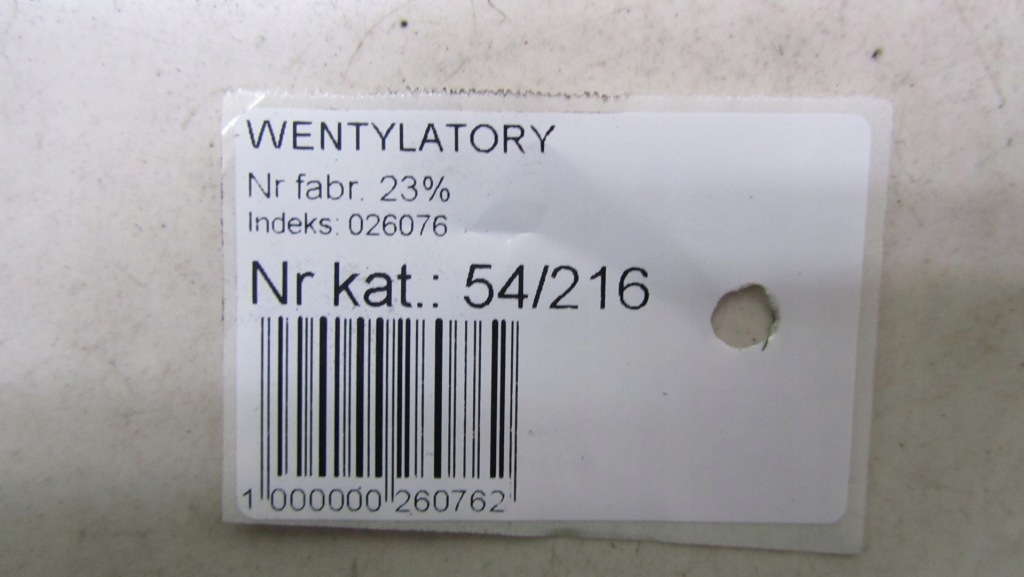 WENTYLATORY
Nr fabr. 23%
Indeks: 026076
Nr kat.: 54/216
1 000000 260762